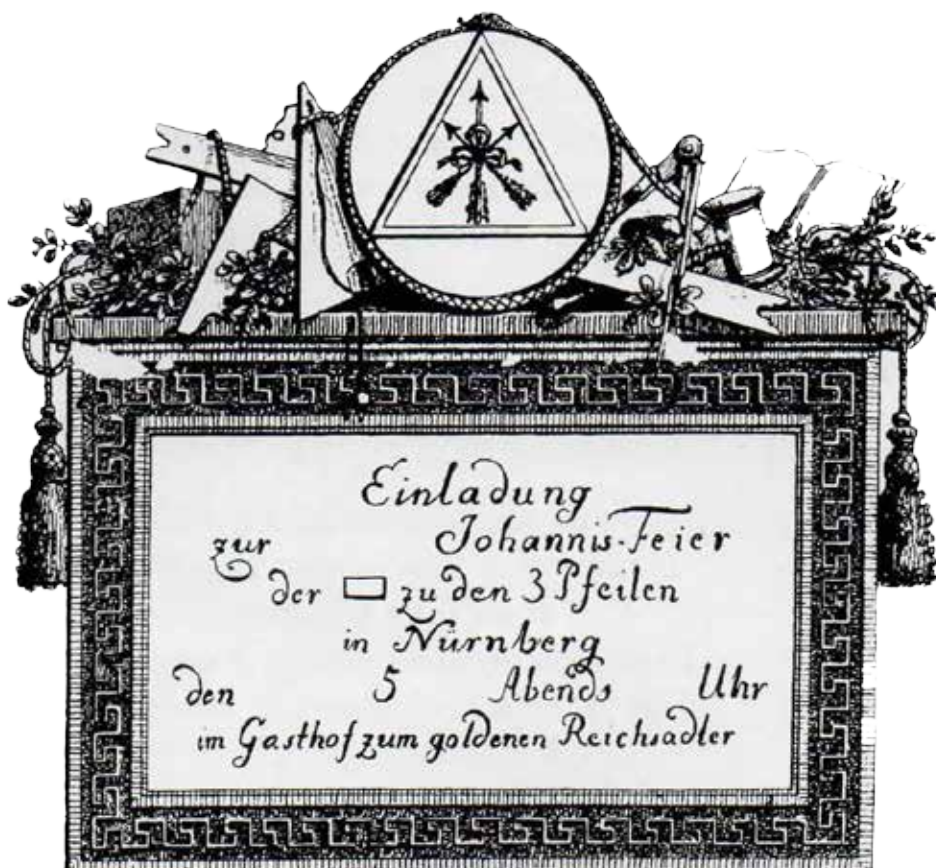 Einladung
zur Johannis-Feier
der ▭ zu den 3 Pfeilen
in Nürnberg
den 5 Abends Uhr
im Gasthof zum goldenen Reichsadler